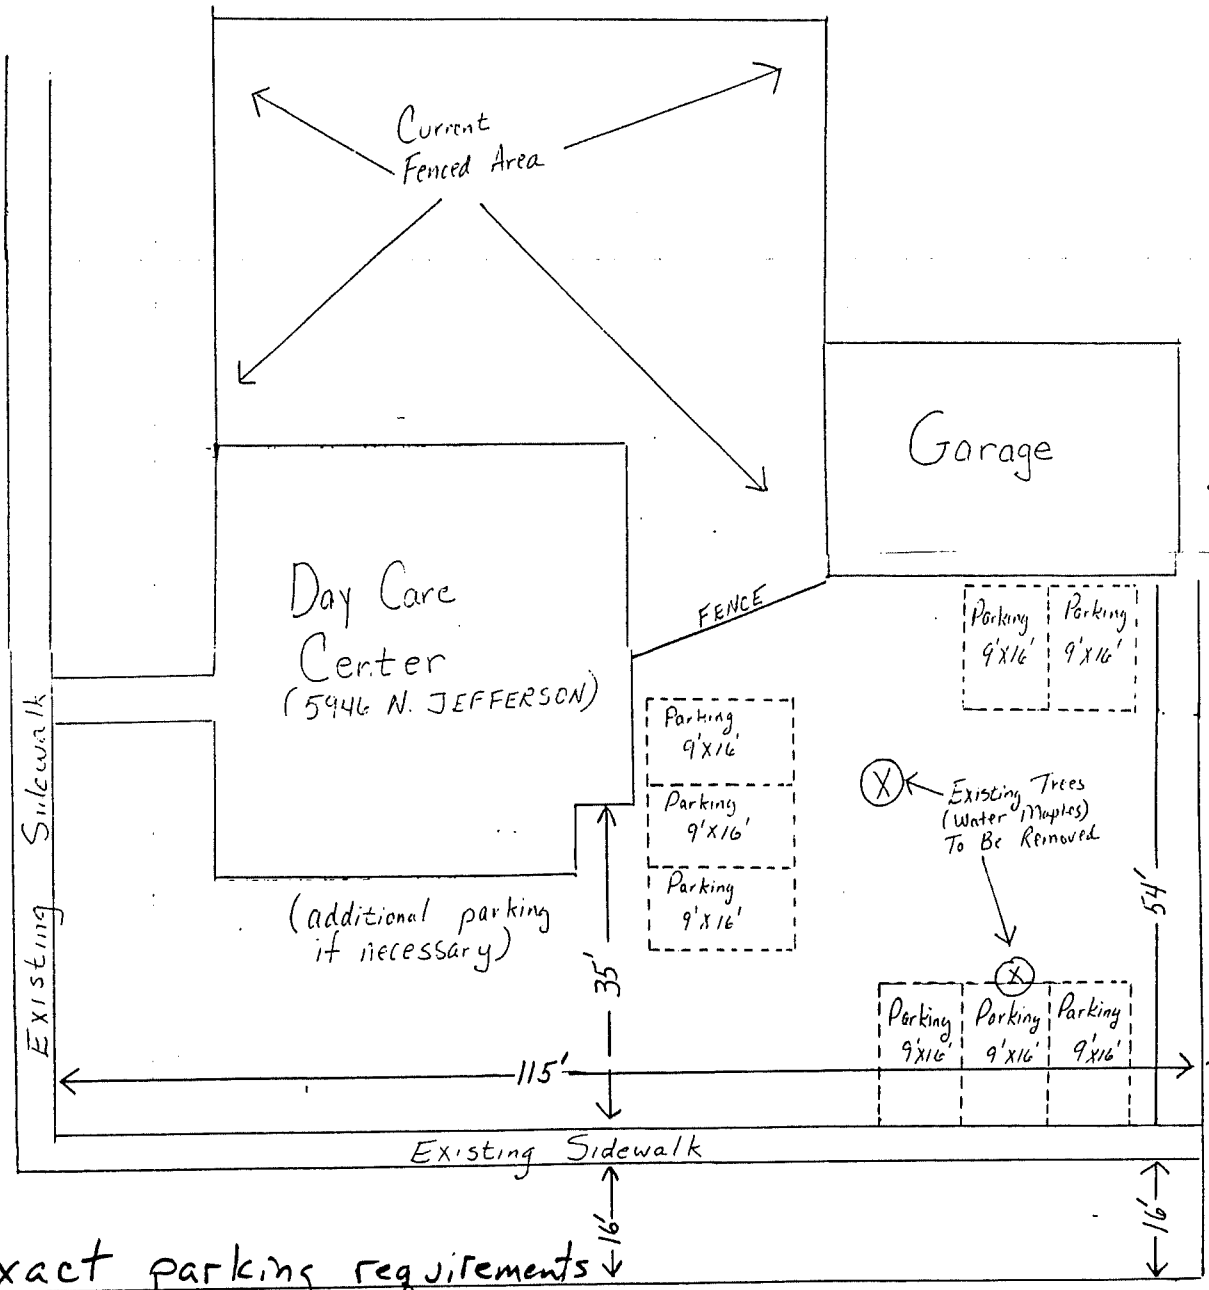 Current
Fenced Area
Garage
Day Care
Center
(5946 N. JEFFERSON)
FENCE
Parking
9'X16'
Parking
9'X16'
Parking
9'X16'
Parking
9'X16'
Parking
9'X16'
X
Existing Trees
(Water Maples)
To Be Removed
Existing Sidewalk
(additional parking
if necessary)
35'
54'
X
Parking
9'X16'
Parking
9'X16'
Parking
9'X16'
115'
Existing Sidewalk
16'
16'
xact parking requirements